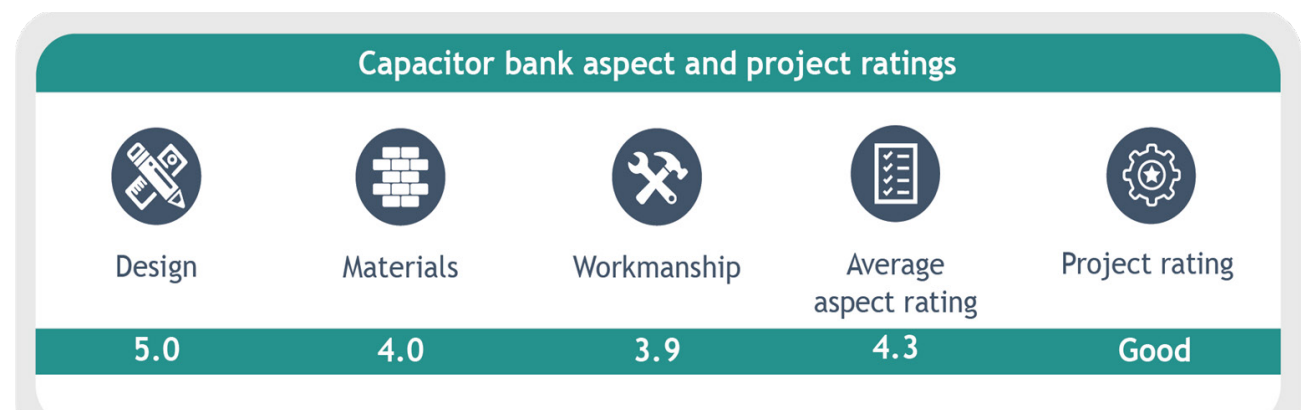 Capacitor bank aspect and project ratings
Design
Materials
Workmanship
Average
aspect rating
Project rating
5.0
4.0
3.9
4.3
Good